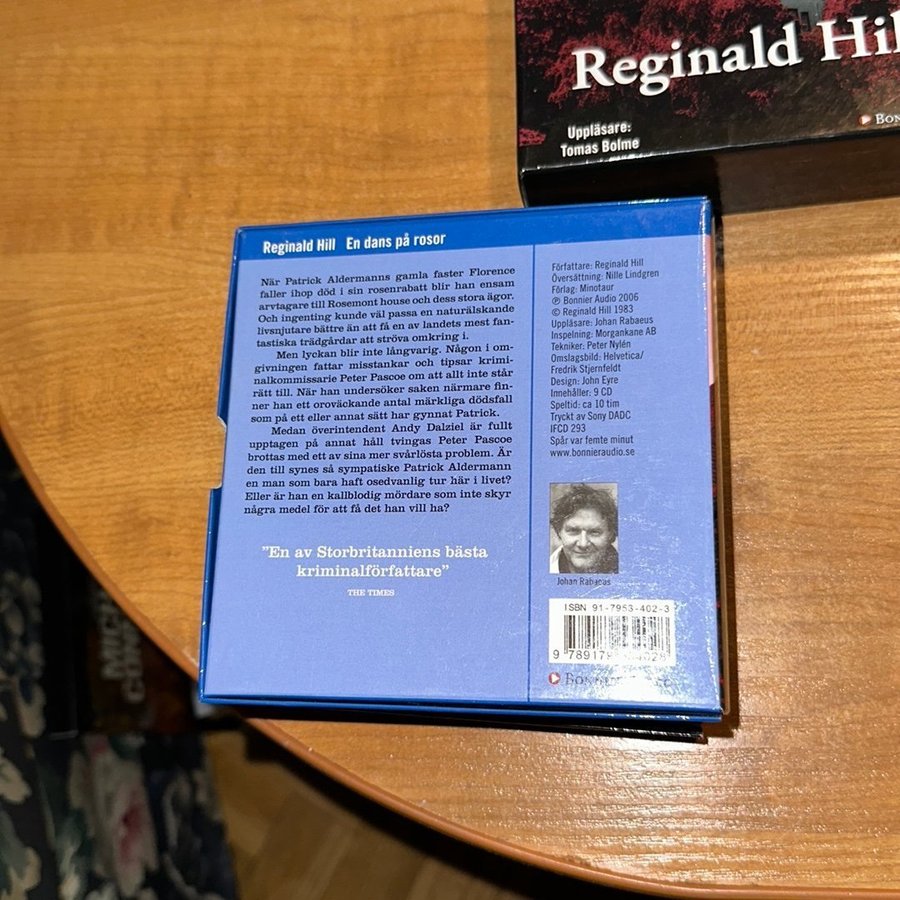 Reginald Hil
Uppläsare:
Tomas Bolme
Reginald Hill En dans på rosor
När Patrick Aldermanns gamla faster Florence
faller ihop död i sin rosenrabatt blir han ensam
arvtagare till Rosemont house och dess stora ägor.
Och ingenting kunde väl passa en naturälskande
livsnjutare bättre än att få en av landets mest fan-
tastiska trädgårdar att ströva omkring i.
Men lyckan blir inte långvarig. Någon i om-
givningen fattar misstankar och tipsar krimi-
nalkommissarie Peter Pascoe om att allt inte står
rätt till. När han undersöker saken närmare fin-
ner han ett oroväckande antal märkliga dödsfall
som på ett eller annat sätt har gynnat Patrick.
Medan överintendent Andy Dalziel är fullt
upptagen på annat håll tvingas Peter Pascoe
brottas med ett av sina mer svårlösta problem. Är
den till synes så sympatiske Patrick Aldermann
en man som bara haft osedvanlig tur här i livet?
Eller är han en kallblodig mördare som inte skyr
några medel för att få det han vill ha?
”En av Storbritanniens bästa
kriminalförfattare”
THE TIMES
Författare: Reginald Hill
Översättning: Nille Lindgren
Förlag: Minotaur
℗ Bonnier Audio 2006
© Reginald Hill 1983
Uppläsare: Johan Rabaeus
Inspelning: Morgankane AB
Tekniker: Peter Nylén
Omslagsbild: Helvetica/
Fredrik Stjernfeldt
Design: John Eyre
Innehåller: 9 CD
Speltid: ca 10 tim
Tryckt av Sony DADC
IFCD 293
Spår var femte minut
www.bonnieraudio.se
Johan Rabaeus
ISBN 91-7953-402-3